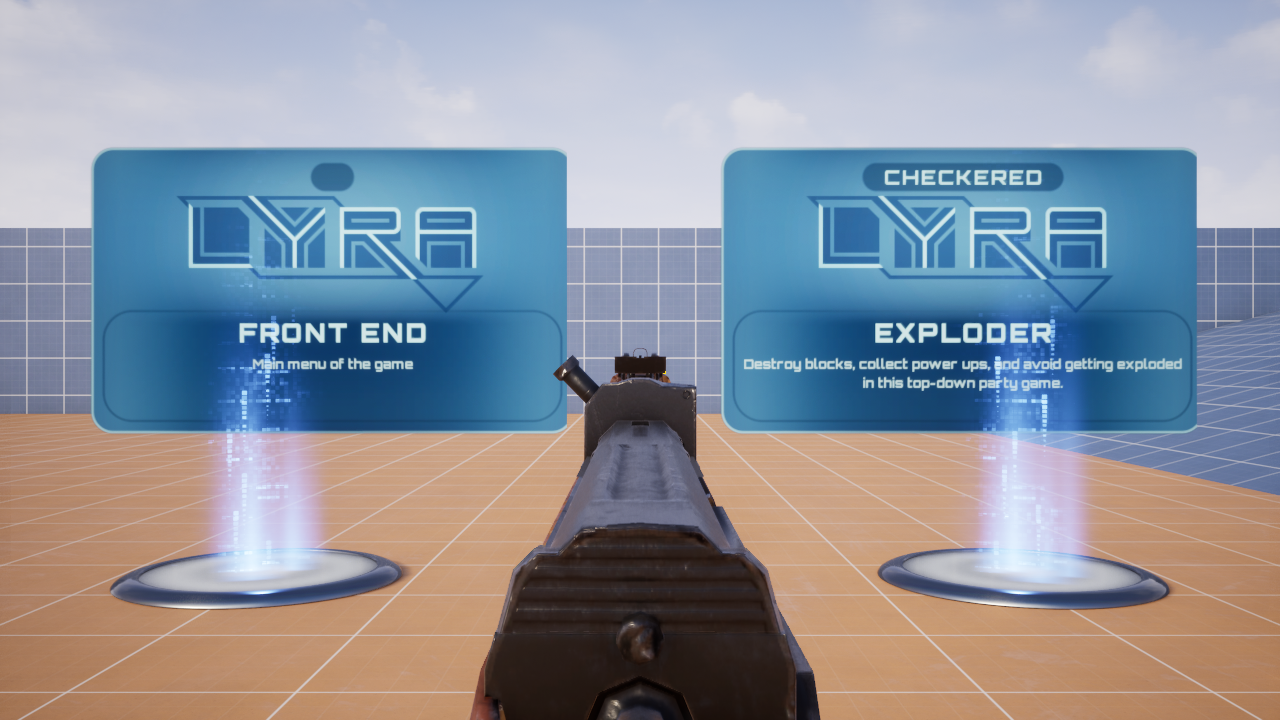 LYRA
FRONT END
Main menu of the game
CHECKERED
LYRA
EXPLODER
Destroy blocks, collect power ups, and avoid getting exploded
in this top-down party game.